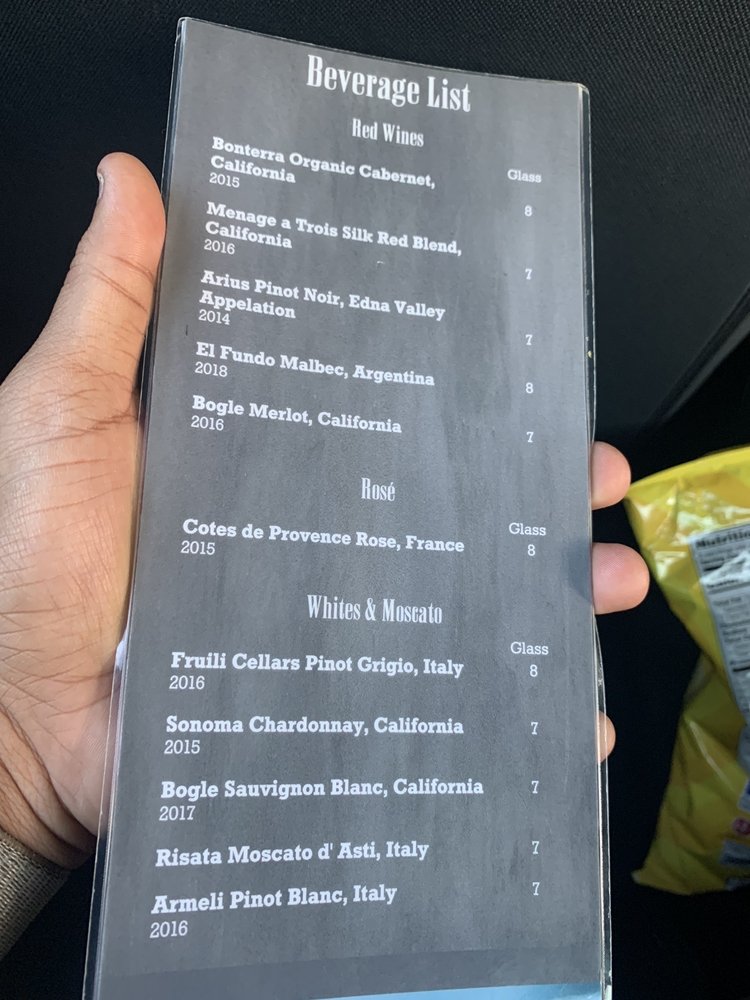 Beverage List
Red Wines
Glass
Bonterra Organic Cabernet,
California
2015
8
Menage a Trois Silk Red Blend,
California
2016
7
Arius Pinot Noir, Edna Valley
Appelation
2014
7
El Fundo Malbec, Argentina
2018
8
Bogle Merlot, California
2016
7
Rosé
Glass
Cotes de Provence Rose, France
2015
8
Whites & Moscato
Glass
Fruili Cellars Pinot Grigio, Italy
2016
8
Sonoma Chardonnay, California
2015
7
Bogle Sauvignon Blanc, California
2017
7
Risata Moscato d' Asti, Italy
7
Armeli Pinot Blanc, Italy
2016
7